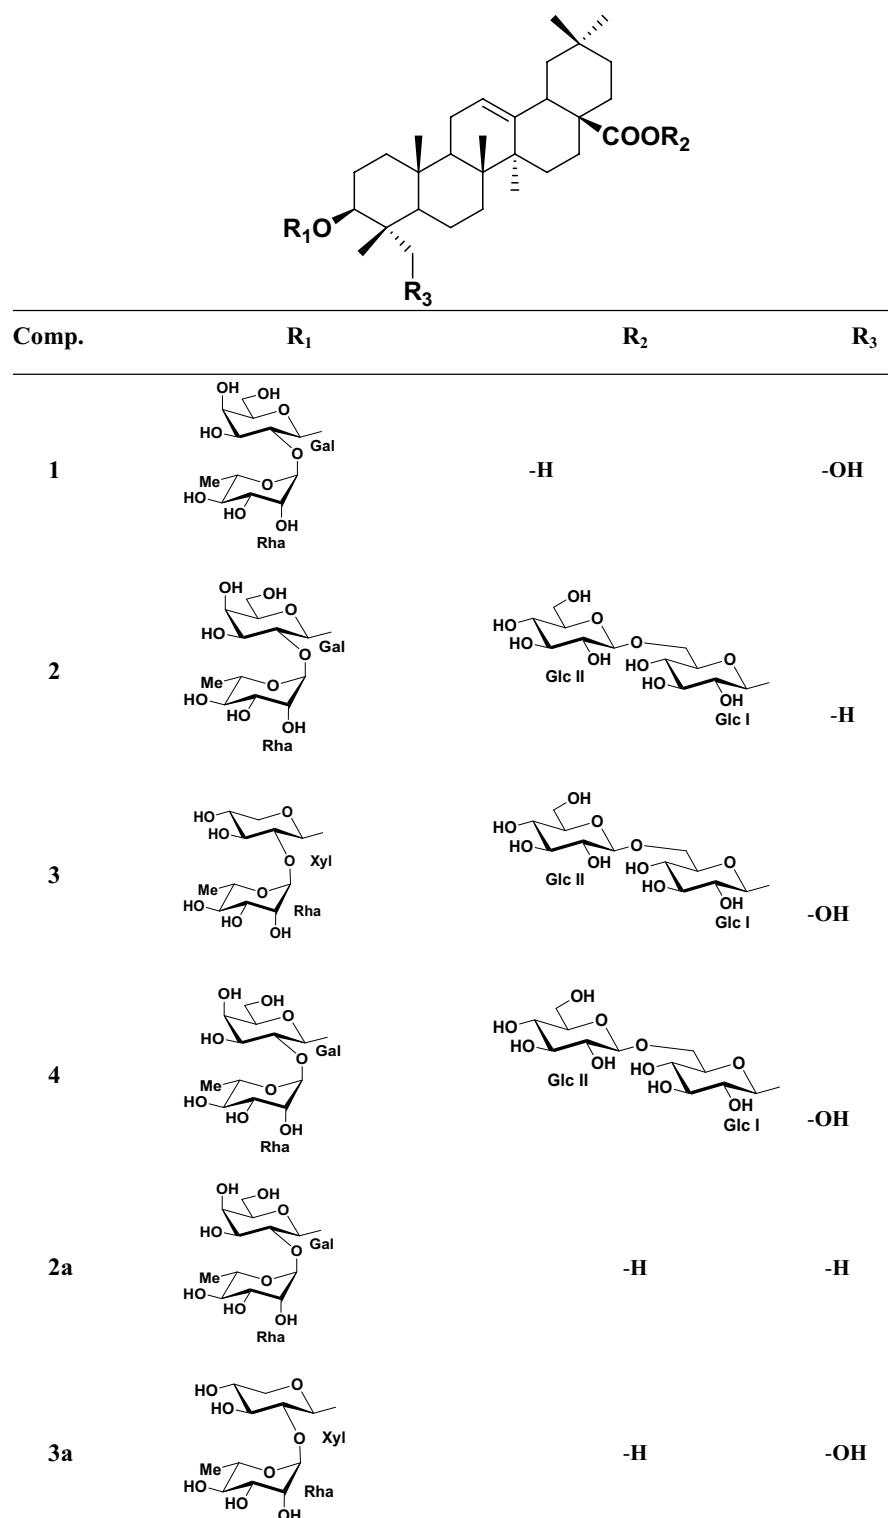 COOR₂
R₁O
R₃
Comp. R₁ R₂ R₃
OH OH
O
HO
Gal
O
1 -H -OH
Me O
HO
HO
OH
Rha
OH OH
O
HO
Gal
O
OH
O
HO
HO
OH
O
Glc II
2
Me O
HO
HO
OH
Rha
HO
HO
O
OH
Glc I
-H
O
HO
HO
O
Xyl
OH
O
HO
HO
OH
O
Glc II
3
Me O
HO
HO
OH
Rha
HO
HO
O
OH
Glc I
-OH
OH OH
O
HO
Gal
O
OH
O
HO
HO
OH
O
Glc II
4
Me O
HO
HO
OH
Rha
HO
HO
O
OH
Glc I
-OH
OH OH
O
HO
Gal
O
2a -H -H
Me O
HO
HO
OH
Rha
O
HO
HO
O
Xyl
3a -H -OH
Me O
HO
HO
OH
Rha